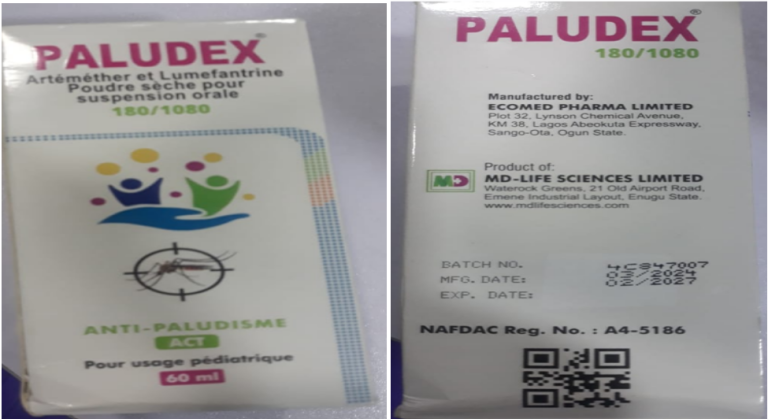 PALUDEX®
Artéméther et Lumefantrine
Poudre sèche pour
suspension orale
180/1080
ANTI-PALUDISME
ACT
Pour usage pédiatrique
60 ml
PALUDEX®
180/1080
Manufactured by:
ECOMED PHARMA LIMITED
Plot 32, Lynson Chemical Avenue,
KM 38, Lagos Abeokuta Expressway,
Sango-Ota, Ogun State.
Product of:
MD
MD-LIFE SCIENCES LIMITED
Waterock Greens, 21 Old Airport Road,
Emene Industrial Layout, Enugu State.
www.mdlifesciences.com
BATCH NO.
MFG. DATE: 03/2024
EXP. DATE: 02/2027
NAFDAC Reg. No. : A4-5186